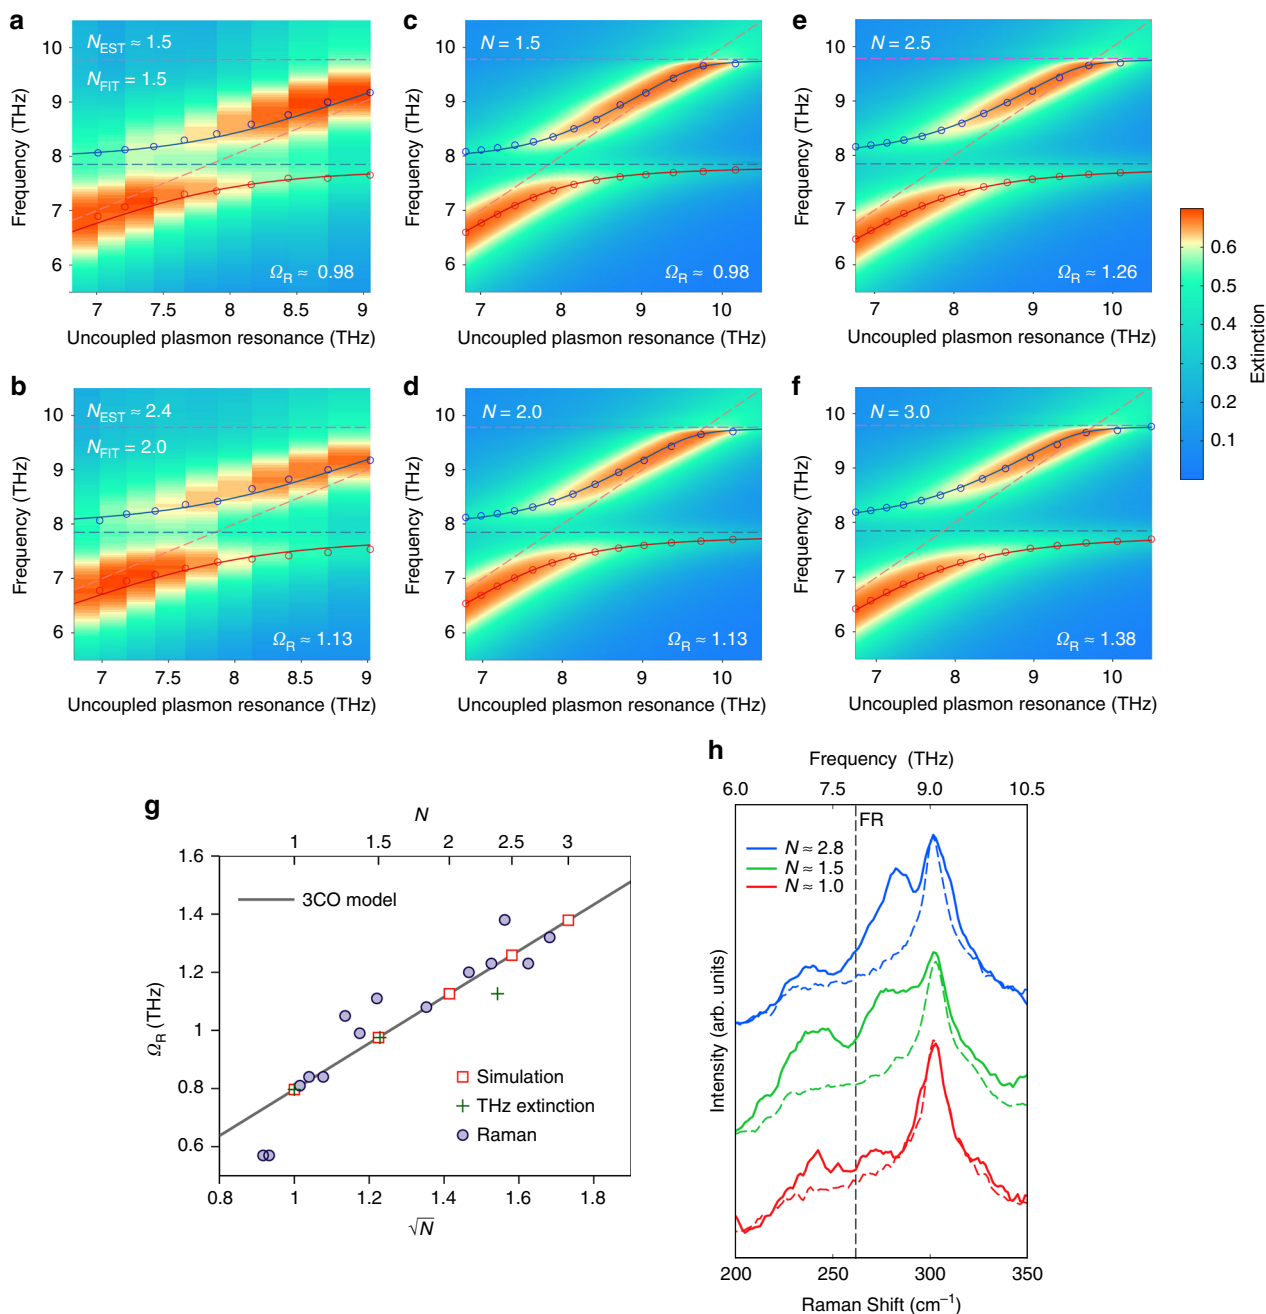 a
N_EST ≈ 1.5
N_FIT = 1.5
Ω_R ≈ 0.98
10
9
8
7
6
Frequency (THz)
7
7.5
8
8.5
9
Uncoupled plasmon resonance (THz)
c
N = 1.5
Ω_R ≈ 0.98
10
9
8
7
6
Frequency (THz)
7
8
9
10
Uncoupled plasmon resonance (THz)
e
N = 2.5
Ω_R ≈ 1.26
10
9
8
7
6
Frequency (THz)
7
8
9
10
Uncoupled plasmon resonance (THz)
b
N_EST ≈ 2.4
N_FIT = 2.0
Ω_R ≈ 1.13
10
9
8
7
6
Frequency (THz)
7
7.5
8
8.5
9
Uncoupled plasmon resonance (THz)
d
N = 2.0
Ω_R ≈ 1.13
10
9
8
7
6
Frequency (THz)
7
8
9
10
Uncoupled plasmon resonance (THz)
f
N = 3.0
Ω_R ≈ 1.38
10
9
8
7
6
Frequency (THz)
7
8
9
10
Uncoupled plasmon resonance (THz)
0.6
0.5
0.4
0.3
0.2
0.1
Extinction
g
N
1
1.5
2
2.5
3
1.6
1.4
1.2
1
0.8
0.6
Ω_R (THz)
3CO model
Simulation
THz extinction
Raman
0.8
1
1.2
1.4
1.6
1.8
√N
h
Frequency (THz)
6.0
7.5
9.0
10.5
FR
N ≈ 2.8
N ≈ 1.5
N ≈ 1.0
Intensity (arb. units)
200
250
300
350
Raman Shift (cm⁻¹)